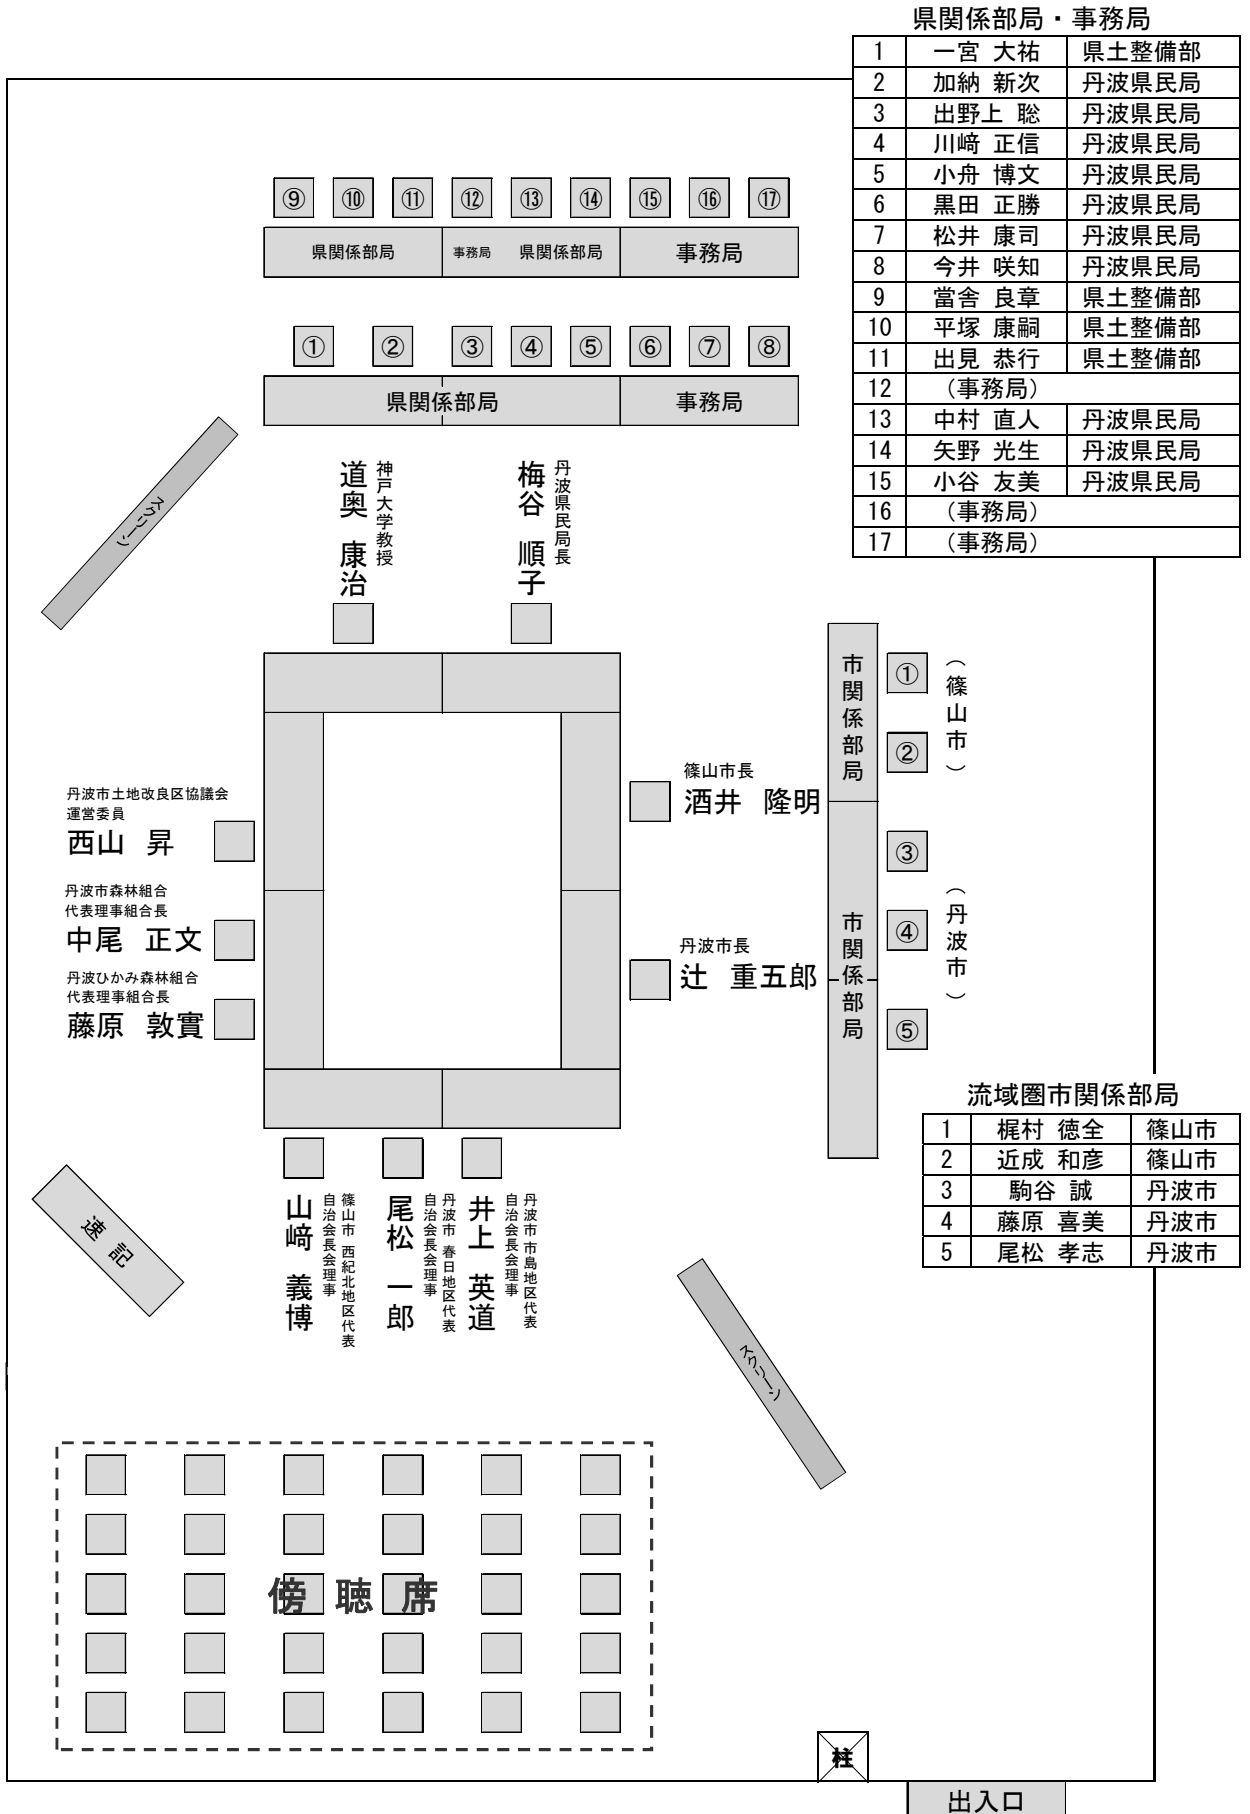 県関係部局・事務局
1 一宮 大祐 県土整備部
2 加納 新次 丹波県民局
3 出野上 聡 丹波県民局
4 川﨑 正信 丹波県民局
5 小舟 博文 丹波県民局
6 黒田 正勝 丹波県民局
7 松井 康司 丹波県民局
8 今井 咲知 丹波県民局
9 當舎 良章 県土整備部
10 平塚 康嗣 県土整備部
11 出見 恭行 県土整備部
12 （事務局）
13 中村 直人 丹波県民局
14 矢野 光生 丹波県民局
15 小谷 友美 丹波県民局
16 （事務局）
17 （事務局）
⑨ ⑩ ⑪ ⑫ ⑬ ⑭ ⑮ ⑯ ⑰
県関係部局 事務局 県関係部局 事務局
① ② ③ ④ ⑤ ⑥ ⑦ ⑧
県関係部局 事務局
スクリーン
神戸大学教授
道奥 康治
丹波県民局長
梅谷 順子
市関係部局
①
②
（篠山市）
篠山市長
酒井 隆明
丹波市土地改良区協議会
運営委員
西山 昇
丹波市森林組合
代表理事組合長
中尾 正文
丹波ひかみ森林組合
代表理事組合長
藤原 敦實
丹波市長
辻 重五郎
市関係部局
③
④
⑤
（丹波市）
流域圏市関係部局
1 梶村 徳全 篠山市
2 近成 和彦 篠山市
3 駒谷 誠 丹波市
4 藤原 喜美 丹波市
5 尾松 孝志 丹波市
速記
篠山市 西紀北地区代表
自治会長会理事
山﨑 義博
丹波市 春日地区代表
自治会長会理事
尾松 一郎
丹波市 市島地区代表
自治会長会理事
井上 英道
スクリーン
傍聴席
柱
出入口